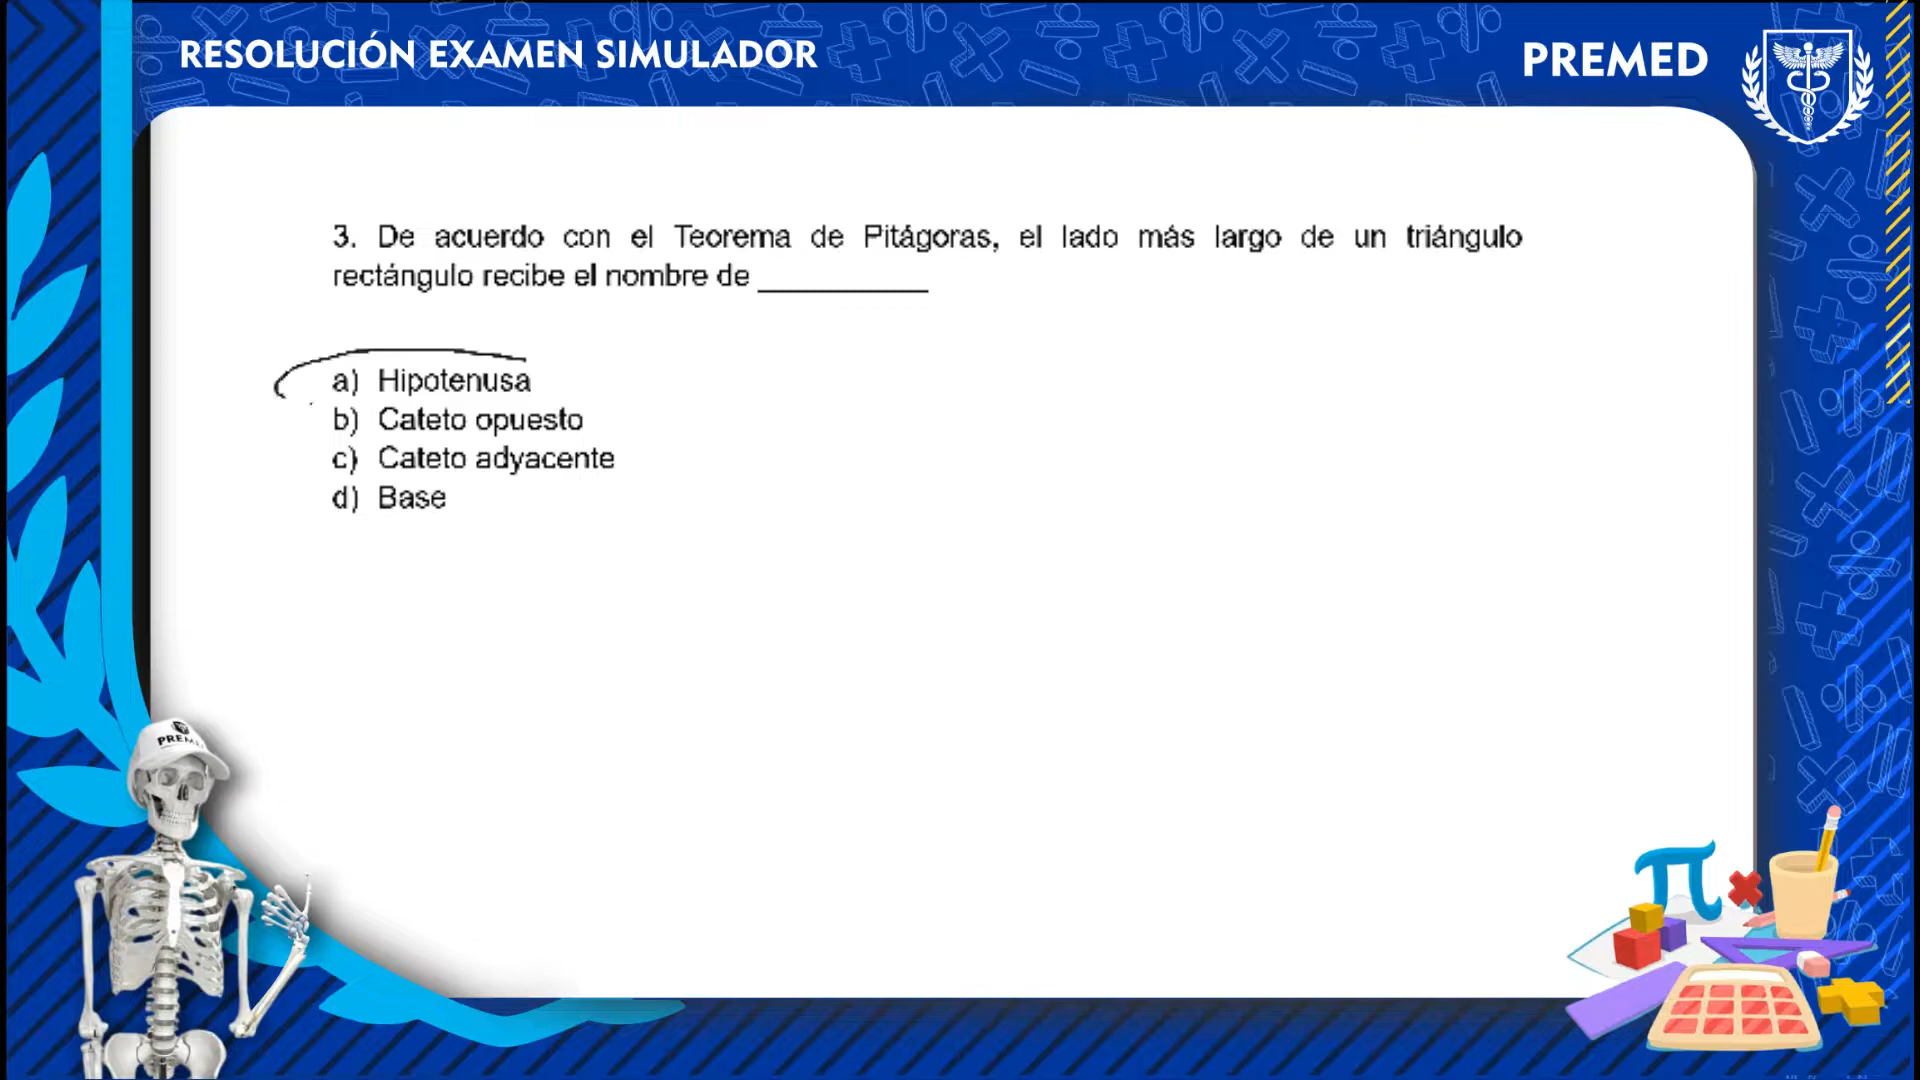 RESOLUCIÓN EXAMEN SIMULADOR
PREMED
3. De acuerdo con el Teorema de Pitágoras, el lado más largo de un triángulo
rectángulo recibe el nombre de __________
a) Hipotenusa
b) Cateto opuesto
c) Cateto adyacente
d) Base